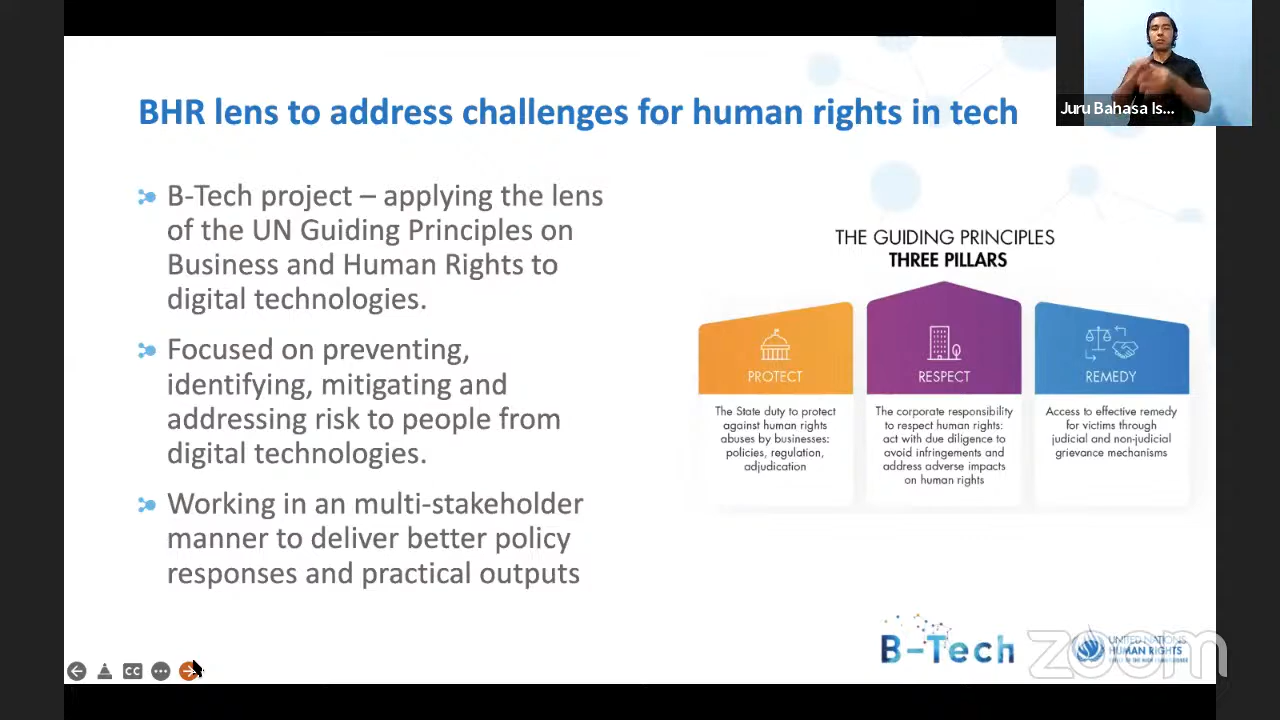 BHR lens to address challenges for human rights in tech
Juru Bahasa Is...
B-Tech project – applying the lens
of the UN Guiding Principles on
Business and Human Rights to
digital technologies.
Focused on preventing,
identifying, mitigating and
addressing risk to people from
digital technologies.
Working in an multi-stakeholder
manner to deliver better policy
responses and practical outputs
THE GUIDING PRINCIPLES
THREE PILLARS
PROTECT
The State duty to protect
against human rights
abuses by businesses:
policies, regulation,
adjudication
RESPECT
The corporate responsibility
to respect human rights:
act with due diligence to
avoid infringements and
address adverse impacts
on human rights
REMEDY
Access to effective remedy
for victims through
judicial and non-judicial
grievance mechanisms
CC
B-Tech
UNITED NATIONS
HUMAN RIGHTS
zoom